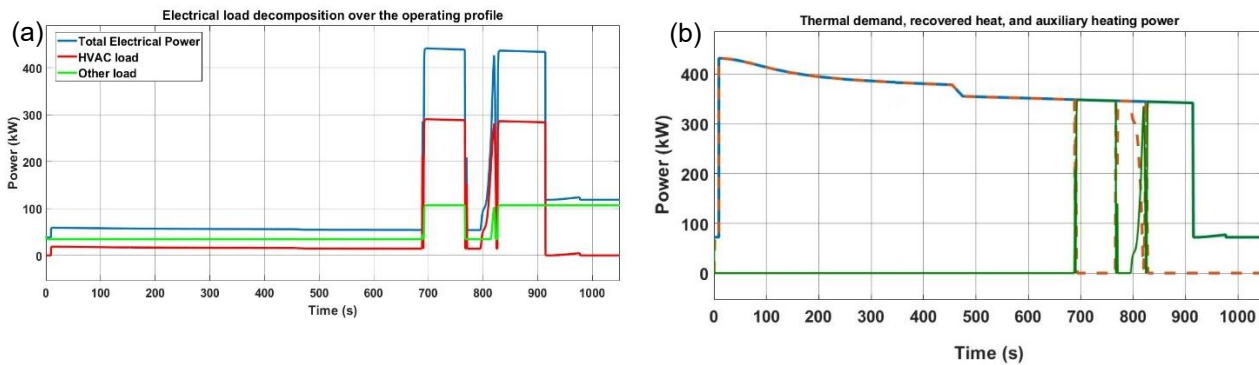 (a)
Electrical load decomposition over the operating profile
Total Electrical Power
HVAC load
Other load
400
300
200
100
0
Power (kW)
0 100 200 300 400 500 600 700 800 900 1000
Time (s)
(b)
Thermal demand, recovered heat, and auxiliary heating power
400
300
200
100
0
Power (kW)
0 100 200 300 400 500 600 700 800 900 1000
Time (s)